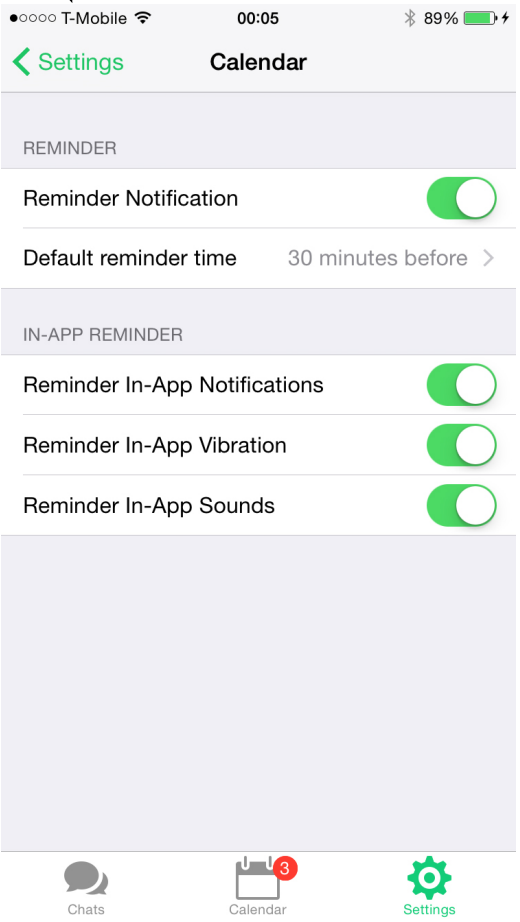 T-Mobile 00:05 89%
Settings Calendar
REMINDER
Reminder Notification
Default reminder time 30 minutes before
IN-APP REMINDER
Reminder In-App Notifications
Reminder In-App Vibration
Reminder In-App Sounds
3
Chats Calendar Settings